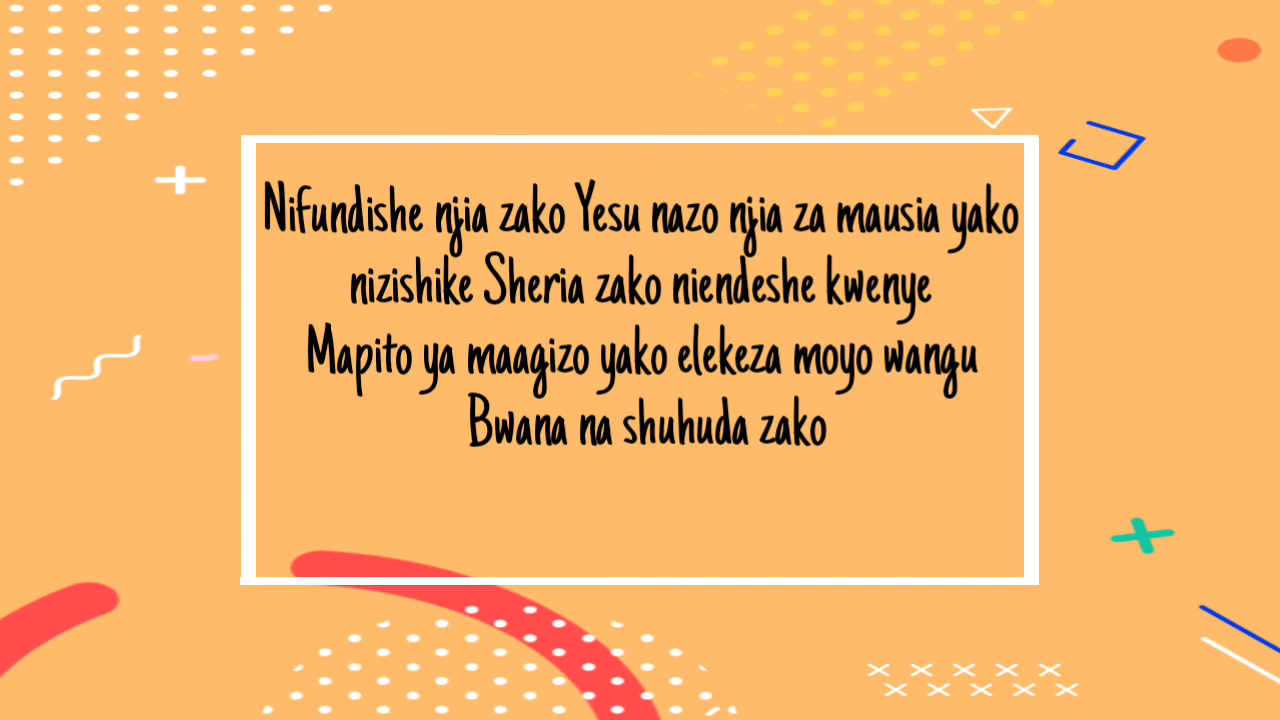 Nifundishe njia zako Yesu nazo njia za mausia yako
nizishike Sheria zako niendeshe kwenye
Mapito ya maagizo yako elekeza moyo wangu
Bwana na shuhuda zako